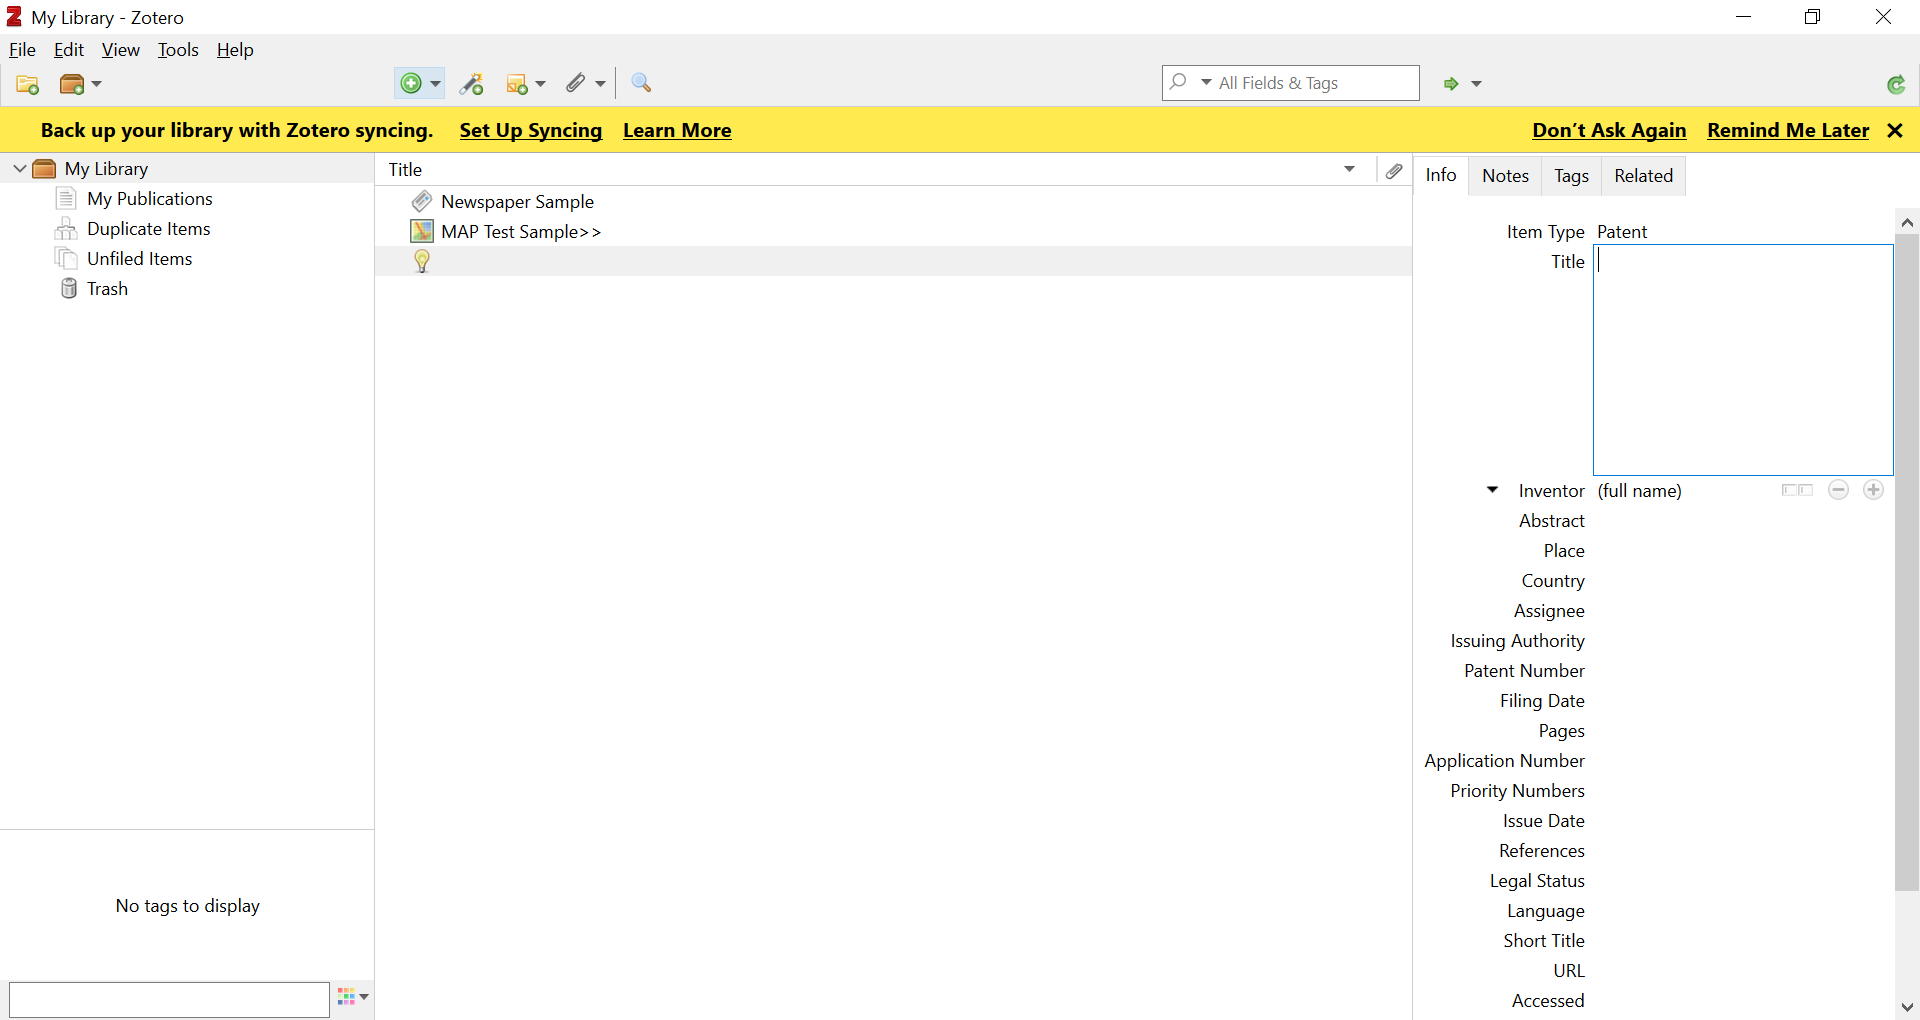 My Library - Zotero
File Edit View Tools Help
All Fields & Tags
Back up your library with Zotero syncing. Set Up Syncing Learn More Don't Ask Again Remind Me Later
My Library
My Publications
Duplicate Items
Unfiled Items
Trash
No tags to display
Title
Newspaper Sample
MAP Test Sample>>
Info Notes Tags Related
Item Type Patent
Title
Inventor (full name)
Abstract
Place
Country
Assignee
Issuing Authority
Patent Number
Filing Date
Pages
Application Number
Priority Numbers
Issue Date
References
Legal Status
Language
Short Title
URL
Accessed